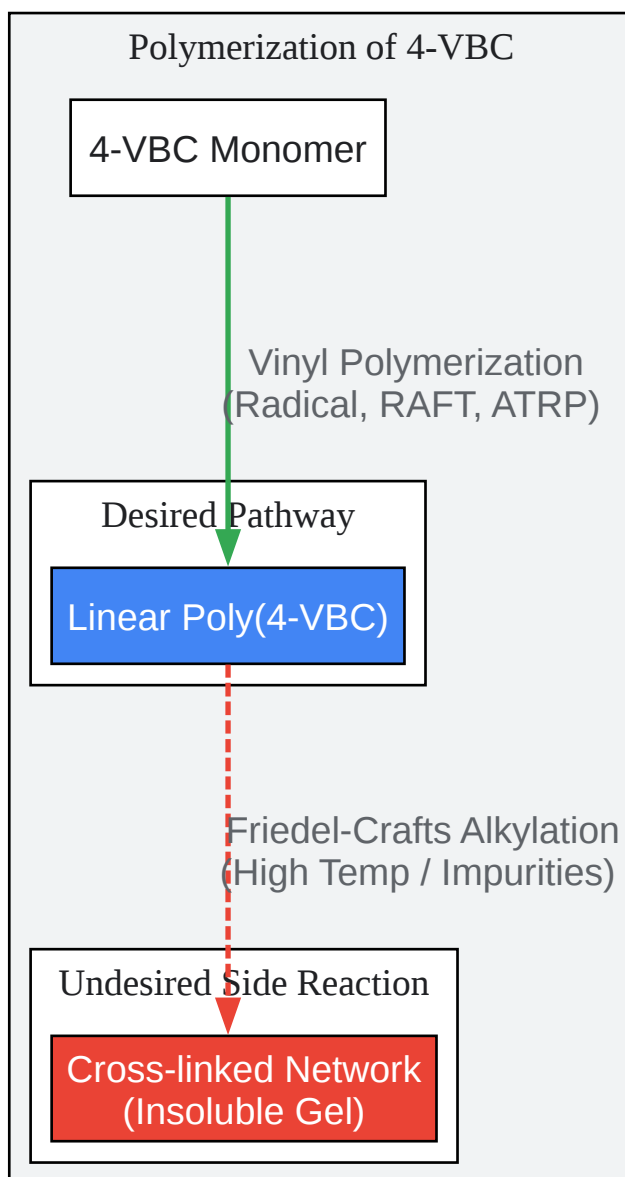 Polymerization of 4-VBC
4-VBC Monomer
Vinyl Polymerization
(Radical, RAFT, ATRP)
Desired Pathway
Linear Poly(4-VBC)
Friedel-Crafts Alkylation
(High Temp / Impurities)
Undesired Side Reaction
Cross-linked Network
(Insoluble Gel)